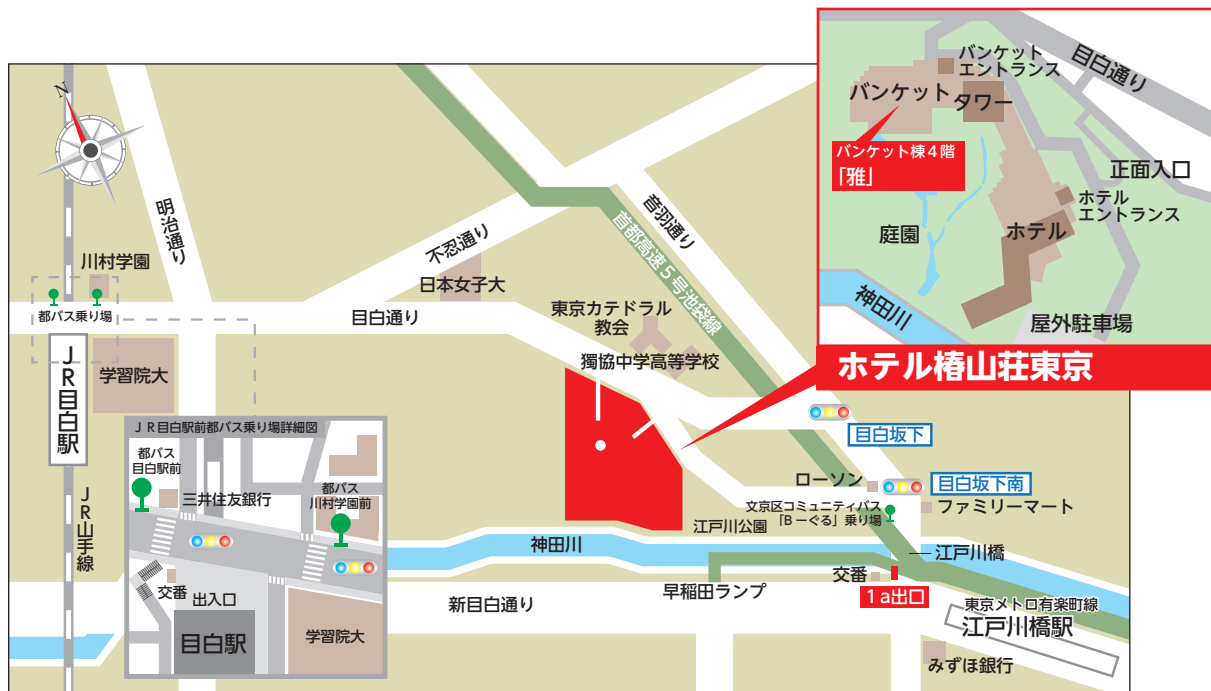 バンケット
エントランス
目白通り
バンケット
タワー
バンケット棟4階
「雅」
正面入口
ホテル
エントランス
庭園
ホテル
神田川
屋外駐車場
ホテル椿山荘東京
N
明治通り
川村学園
都バス乗り場
不忍通り
音羽通り
首都高速5号池袋線
日本女子大
目白通り
東京カテドラル
教会
獨協中学高等学校
JR目白駅
学習院大
目白坂下
JR目白駅前都バス乗り場詳細図
都バス
目白駅前
三井住友銀行
都バス
川村学園前
交番
出入口
目白駅
学習院大
JR山手線
ローソン
目白坂下南
文京区コミュニティバス
「Bーぐる」乗り場
ファミリーマート
江戸川公園
神田川
江戸川橋
早稲田ランプ
交番
1a出口
新目白通り
東京メトロ有楽町線
江戸川橋駅
みずほ銀行